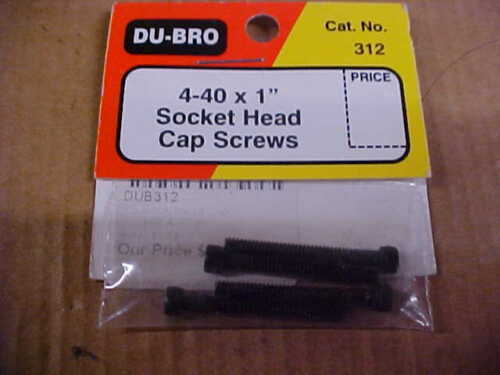 DU-BRO
Cat. No.
312
4-40 x 1"
Socket Head
Cap Screws
PRICE
DUB312
Our Price $